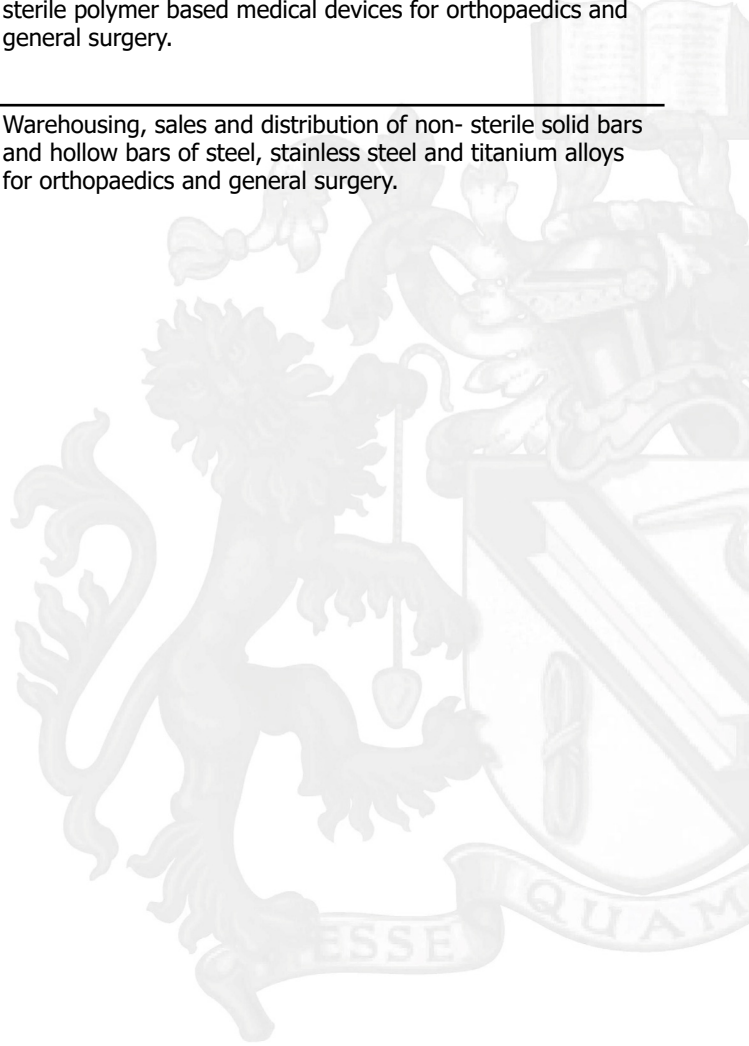 sterile polymer based medical devices for orthopaedics and
general surgery.
Warehousing, sales and distribution of non- sterile solid bars
and hollow bars of steel, stainless steel and titanium alloys
for orthopaedics and general surgery.
ESSE
QUAM